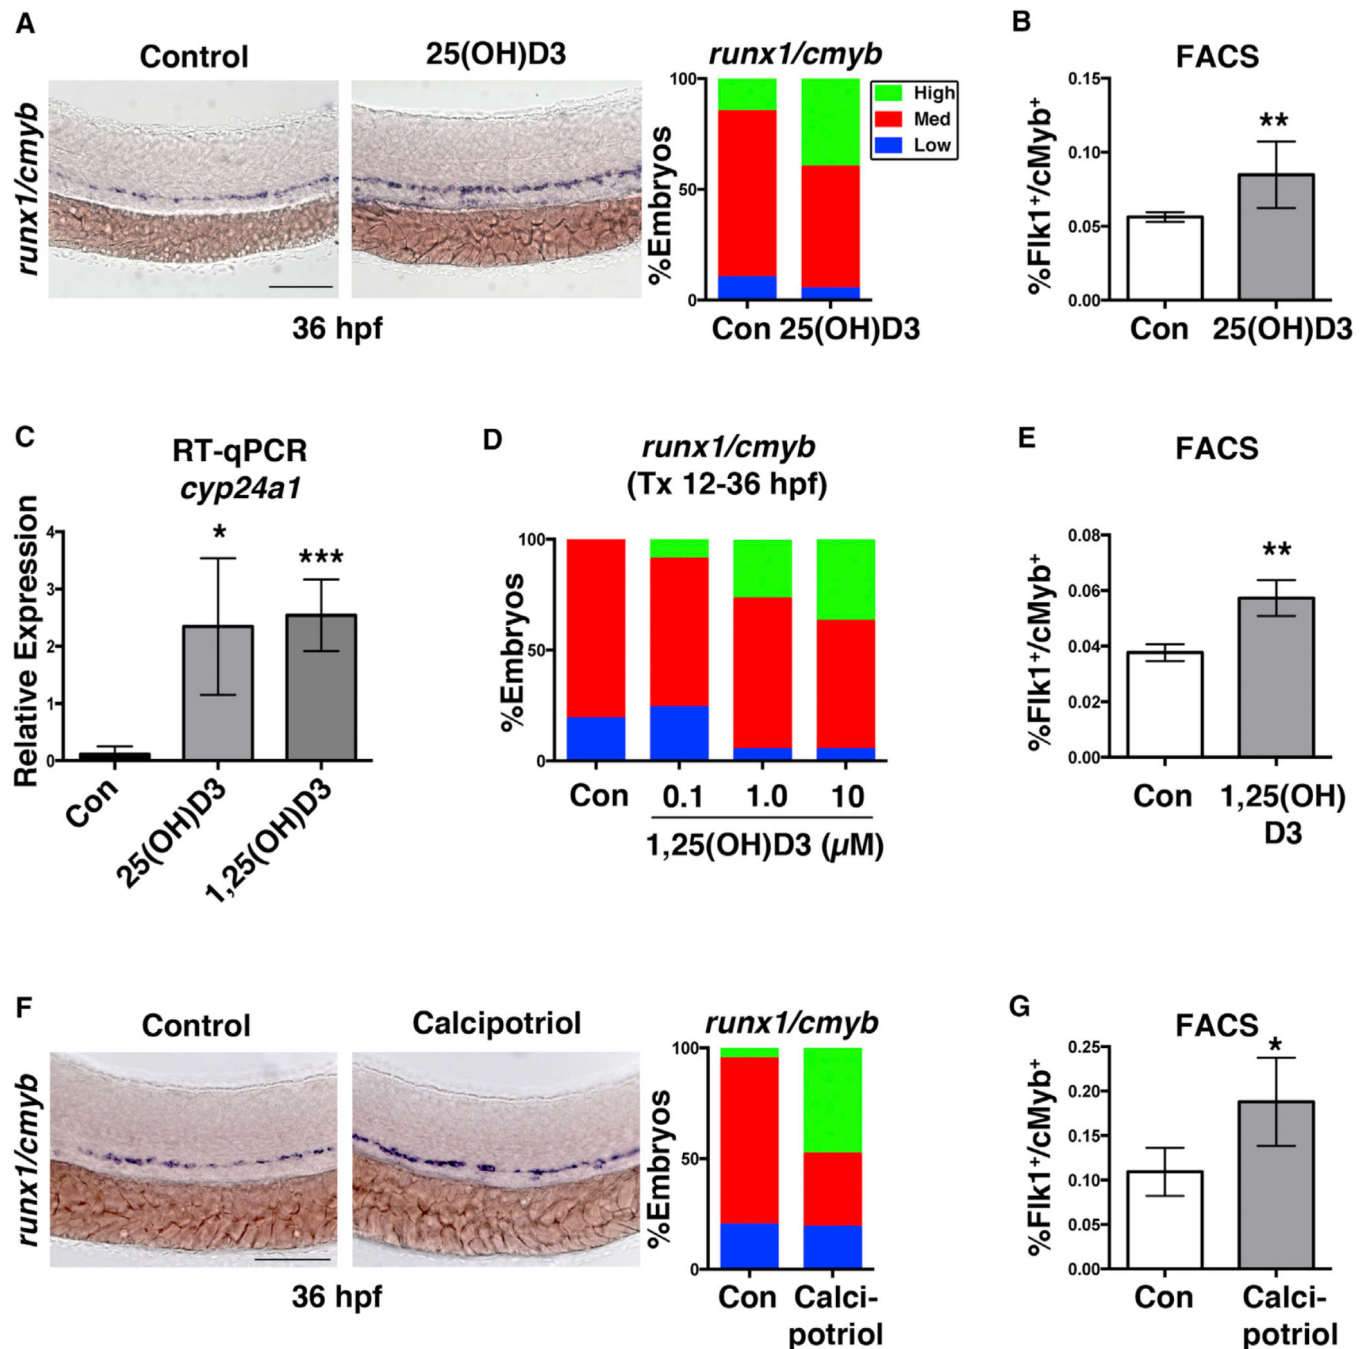 A
Control
25(OH)D3
runx1/cmyb
runx1/cmyb
36 hpf
%Embryos
100
50
0
Con 25(OH)D3
High
Med
Low
B
FACS
%Flk1+/cMyb+
0.15
0.10
0.05
0.00
**
Con 25(OH)D3
C
RT-qPCR
cyp24a1
Relative Expression
4
3
2
1
0
*
***
Con
25(OH)D3
1,25(OH)D3
D
runx1/cmyb
(Tx 12-36 hpf)
%Embryos
100
50
0
Con 0.1 1.0 10
1,25(OH)D3 (µM)
E
FACS
%Flk1+/cMyb+
0.08
0.06
0.04
0.02
0.00
**
Con 1,25(OH)
D3
F
Control
Calcipotriol
runx1/cmyb
runx1/cmyb
36 hpf
%Embryos
100
50
0
Con Calci-
potriol
G
FACS
%Flk1+/cMyb+
0.25
0.20
0.15
0.10
0.05
0.00
*
Con Calci-
potriol